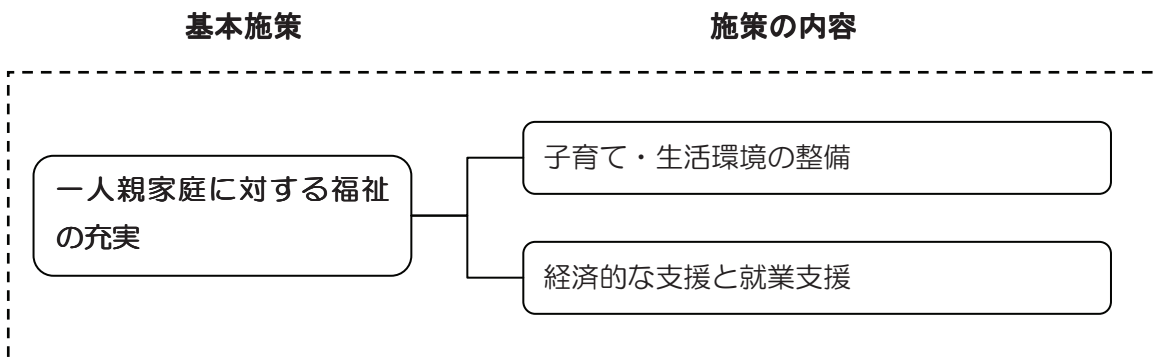 基本施策
施策の内容
一人親家庭に対する福祉
の充実
子育て・生活環境の整備
経済的な支援と就業支援